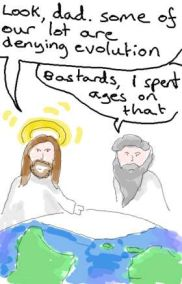 Look, dad. some of
our lot are
denying evolution
Bastards, I spent
ages on
that